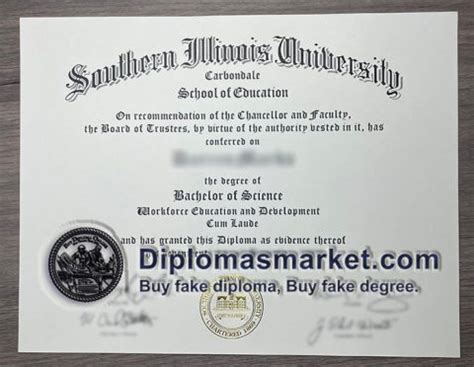 Southern Illinois University
Carbondale
School of Education
On recommendation of the Chancellor and Faculty,
the Board of Trustees, by virtue of the authority vested in it, has
conferred on
the degree of
Bachelor of Science
Workforce Education and Development
Cum Laude
and has granted this Diploma as evidence thereof
Diplomasmarket.com
Buy fake diploma, Buy fake degree.